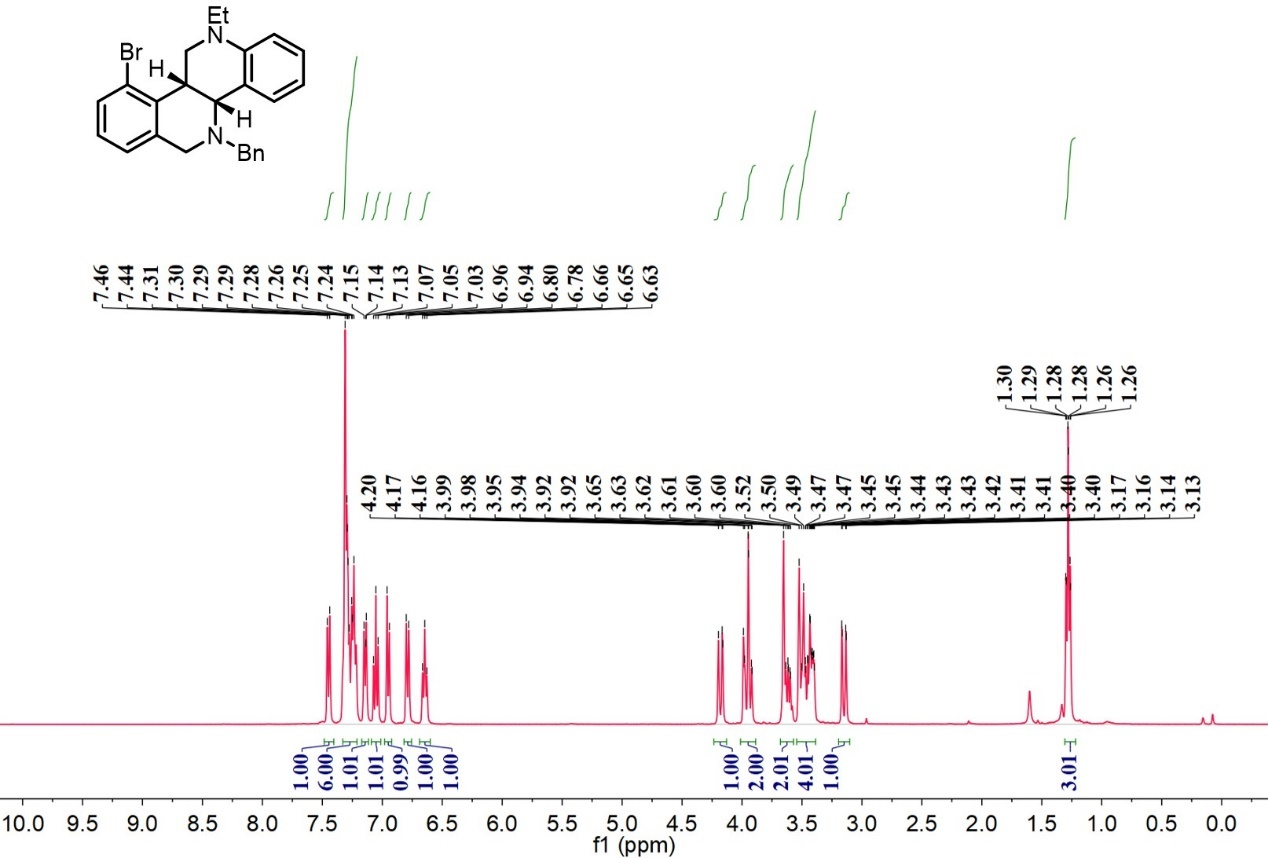 Et
N
Br
H
H
N
Bn
7.46 7.44 7.31 7.30 7.29 7.29 7.28 7.26 7.25 7.24 7.15 7.14 7.13 7.07 7.05 7.03 6.96 6.94 6.80 6.78 6.66 6.65 6.63
1.30 1.29 1.28 1.28 1.26 1.26
4.20 4.17 4.16 3.99 3.98 3.95 3.94 3.92 3.92 3.65 3.63 3.62 3.61 3.60 3.60 3.52 3.50 3.49 3.47 3.47 3.45 3.45 3.44 3.43 3.43 3.42 3.41 3.41 3.40 3.40 3.17 3.16 3.14 3.13
1.00 6.00 1.01 1.01 0.99 1.00 1.00 1.00 2.00 2.01 4.01 1.00 3.01
10.0 9.5 9.0 8.5 8.0 7.5 7.0 6.5 6.0 5.5 5.0 4.5 4.0 3.5 3.0 2.5 2.0 1.5 1.0 0.5 0.0
f1 (ppm)